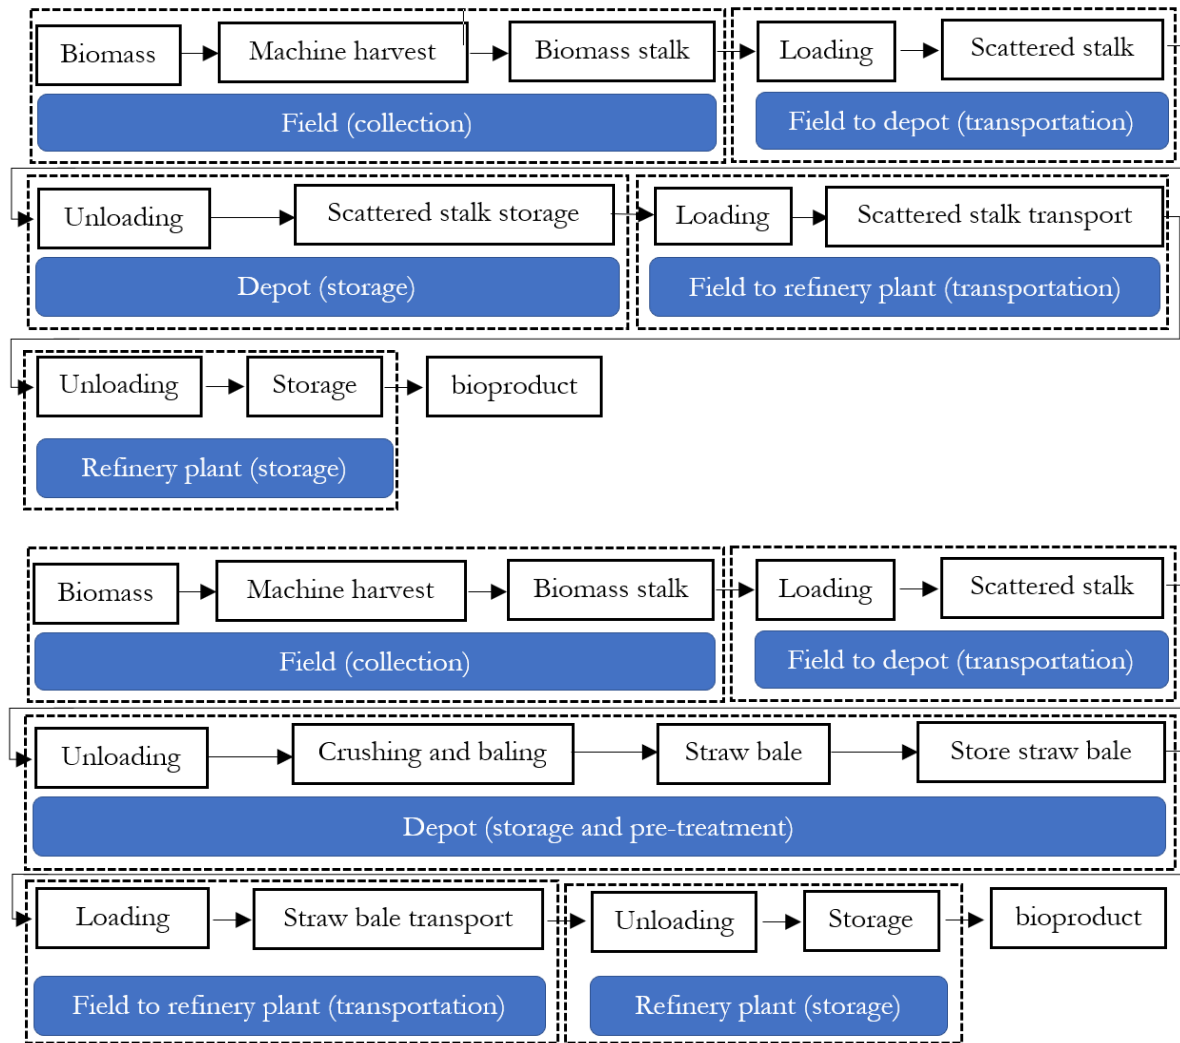 Biomass
Machine harvest
Biomass stalk
Loading
Scattered stalk
Field (collection)
Field to depot (transportation)
Unloading
Scattered stalk storage
Loading
Scattered stalk transport
Depot (storage)
Field to refinery plant (transportation)
Unloading
Storage
bioproduct
Refinery plant (storage)
Biomass
Machine harvest
Biomass stalk
Loading
Scattered stalk
Field (collection)
Field to depot (transportation)
Unloading
Crushing and baling
Straw bale
Store straw bale
Depot (storage and pre-treatment)
Loading
Straw bale transport
Unloading
Storage
bioproduct
Field to refinery plant (transportation)
Refinery plant (storage)